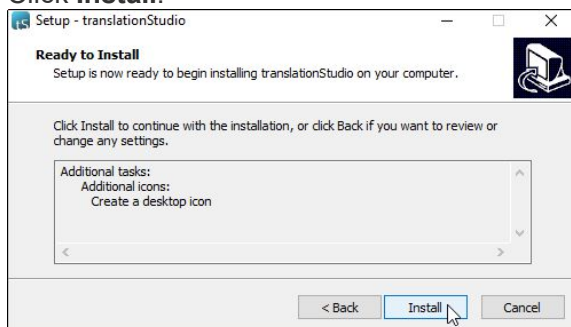 Click Install.
tS Setup - translationStudio
Ready to Install
Setup is now ready to begin installing translationStudio on your computer.
Click Install to continue with the installation, or click Back if you want to review or
change any settings.
Additional tasks:
Additional icons:
Create a desktop icon
< Back Install Cancel